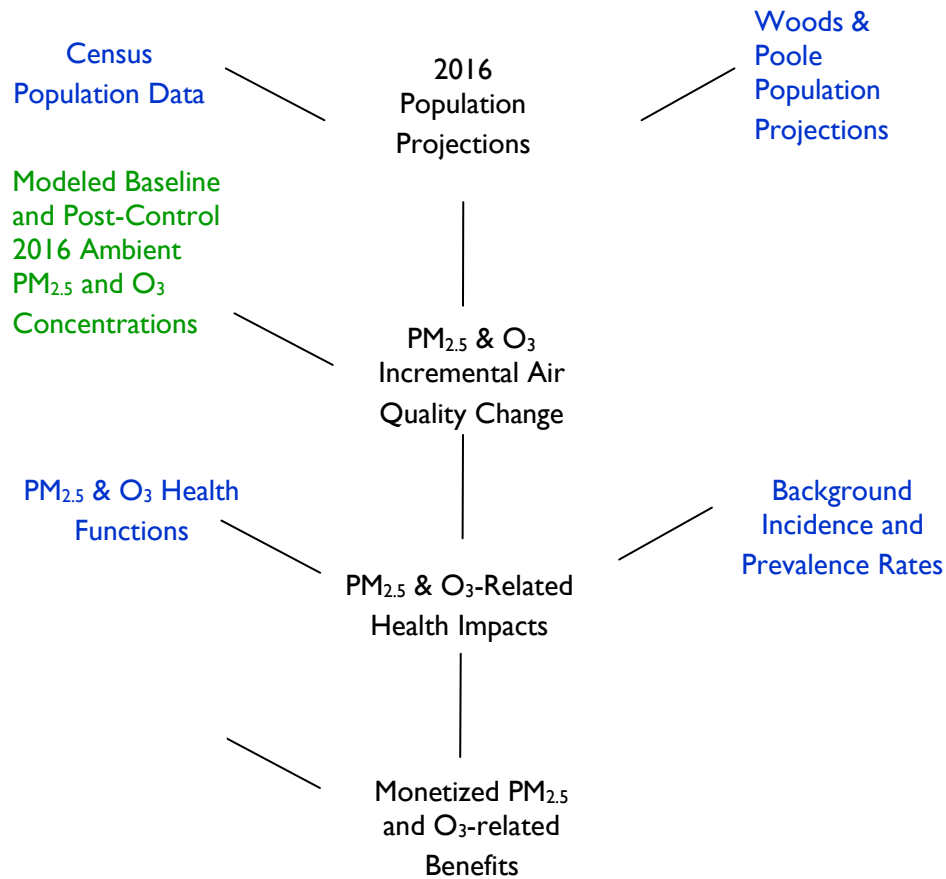 Census
Population Data
2016
Population
Projections
Woods &
Poole
Population
Projections
Modeled Baseline
and Post-Control
2016 Ambient
PM2.5 and O3
Concentrations
PM2.5 & O3
Incremental Air
Quality Change
PM2.5 & O3 Health
Functions
Background
Incidence and
Prevalence Rates
PM2.5 & O3-Related
Health Impacts
Monetized PM2.5
and O3-related
Benefits